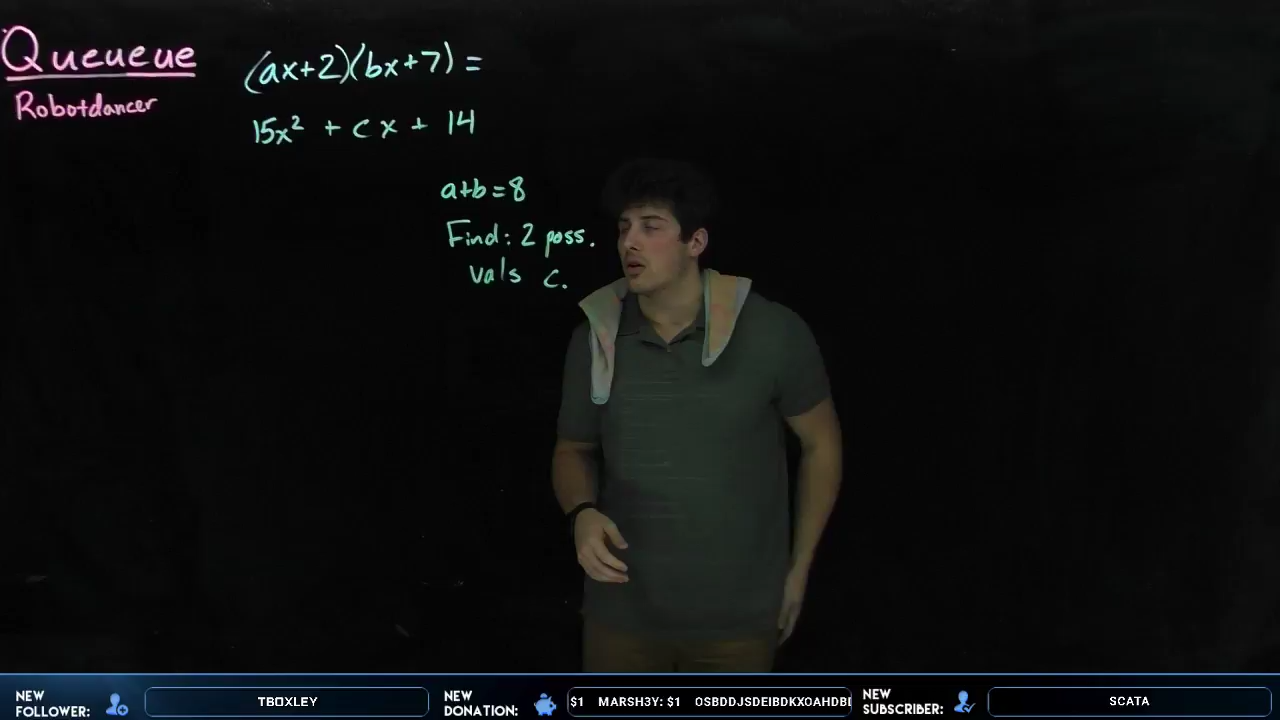 Queueue
Robotdancer
(ax+2)(bx+7) =
15x² + cx + 14
a+b=8
Find: 2 poss.
vals c.
NEW FOLLOWER:
TBOXLEY
NEW DONATION:
$1 MARSH3Y: $1 OSBDDJSDEIBDKXOAHDBI
NEW SUBSCRIBER:
SCATA